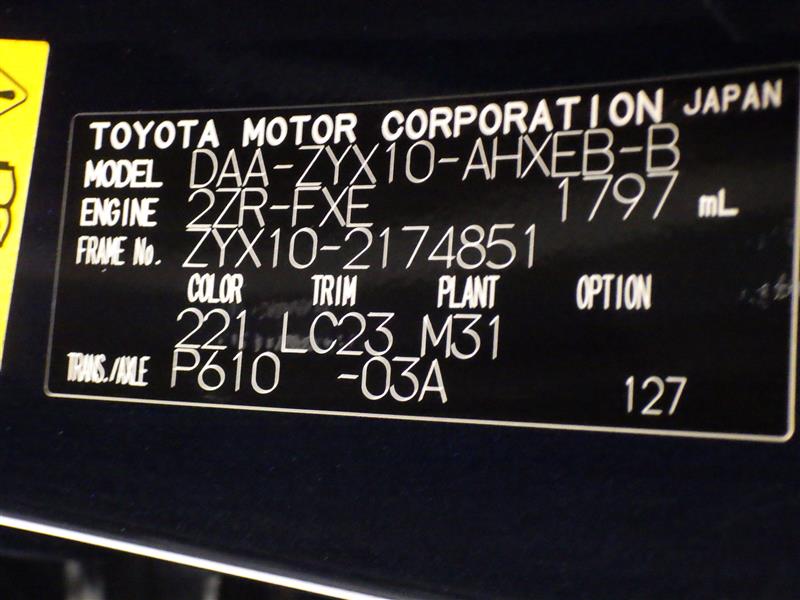 TOYOTA MOTOR CORPORATION JAPAN
MODEL DAA-ZYX10-AHXEB-B
ENGINE 2ZR-FXE 1797 mL
FRAME No. ZYX10-2174851
COLOR TRIM PLANT OPTION
221 LC23 M31
TRANS./AXLE P610 -03A 127